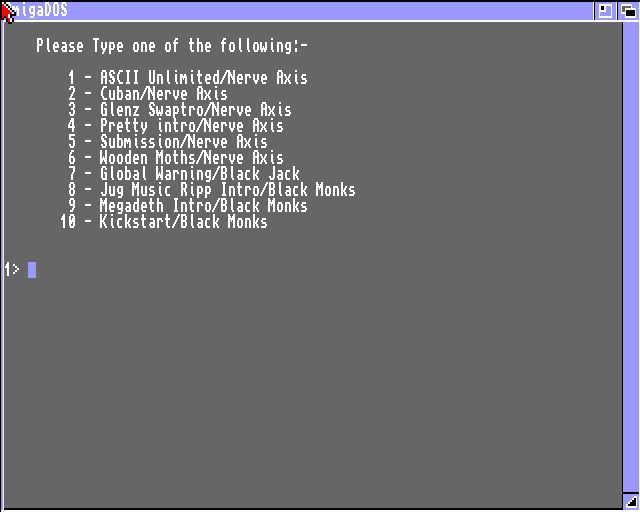 migaDOS
Please Type one of the following:-
1 - ASCII Unlimited/Nerve Axis
2 - Cuban/Nerve Axis
3 - Glenz Swaptro/Nerve Axis
4 - Pretty intro/Nerve Axis
5 - Submission/Nerve Axis
6 - Wooden Moths/Nerve Axis
7 - Global Warning/Black Jack
8 - Jug Music Ripp Intro/Black Monks
9 - Megadeth Intro/Black Monks
10 - Kickstart/Black Monks
1>